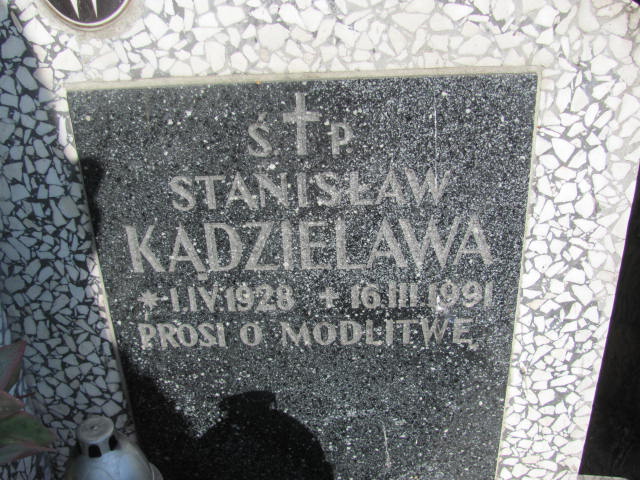 Ś † P
STANISŁAW
KĄDZIELAWA
* 1.IV.1928 + 16.III.1991
PROSI O MODLITWĘ